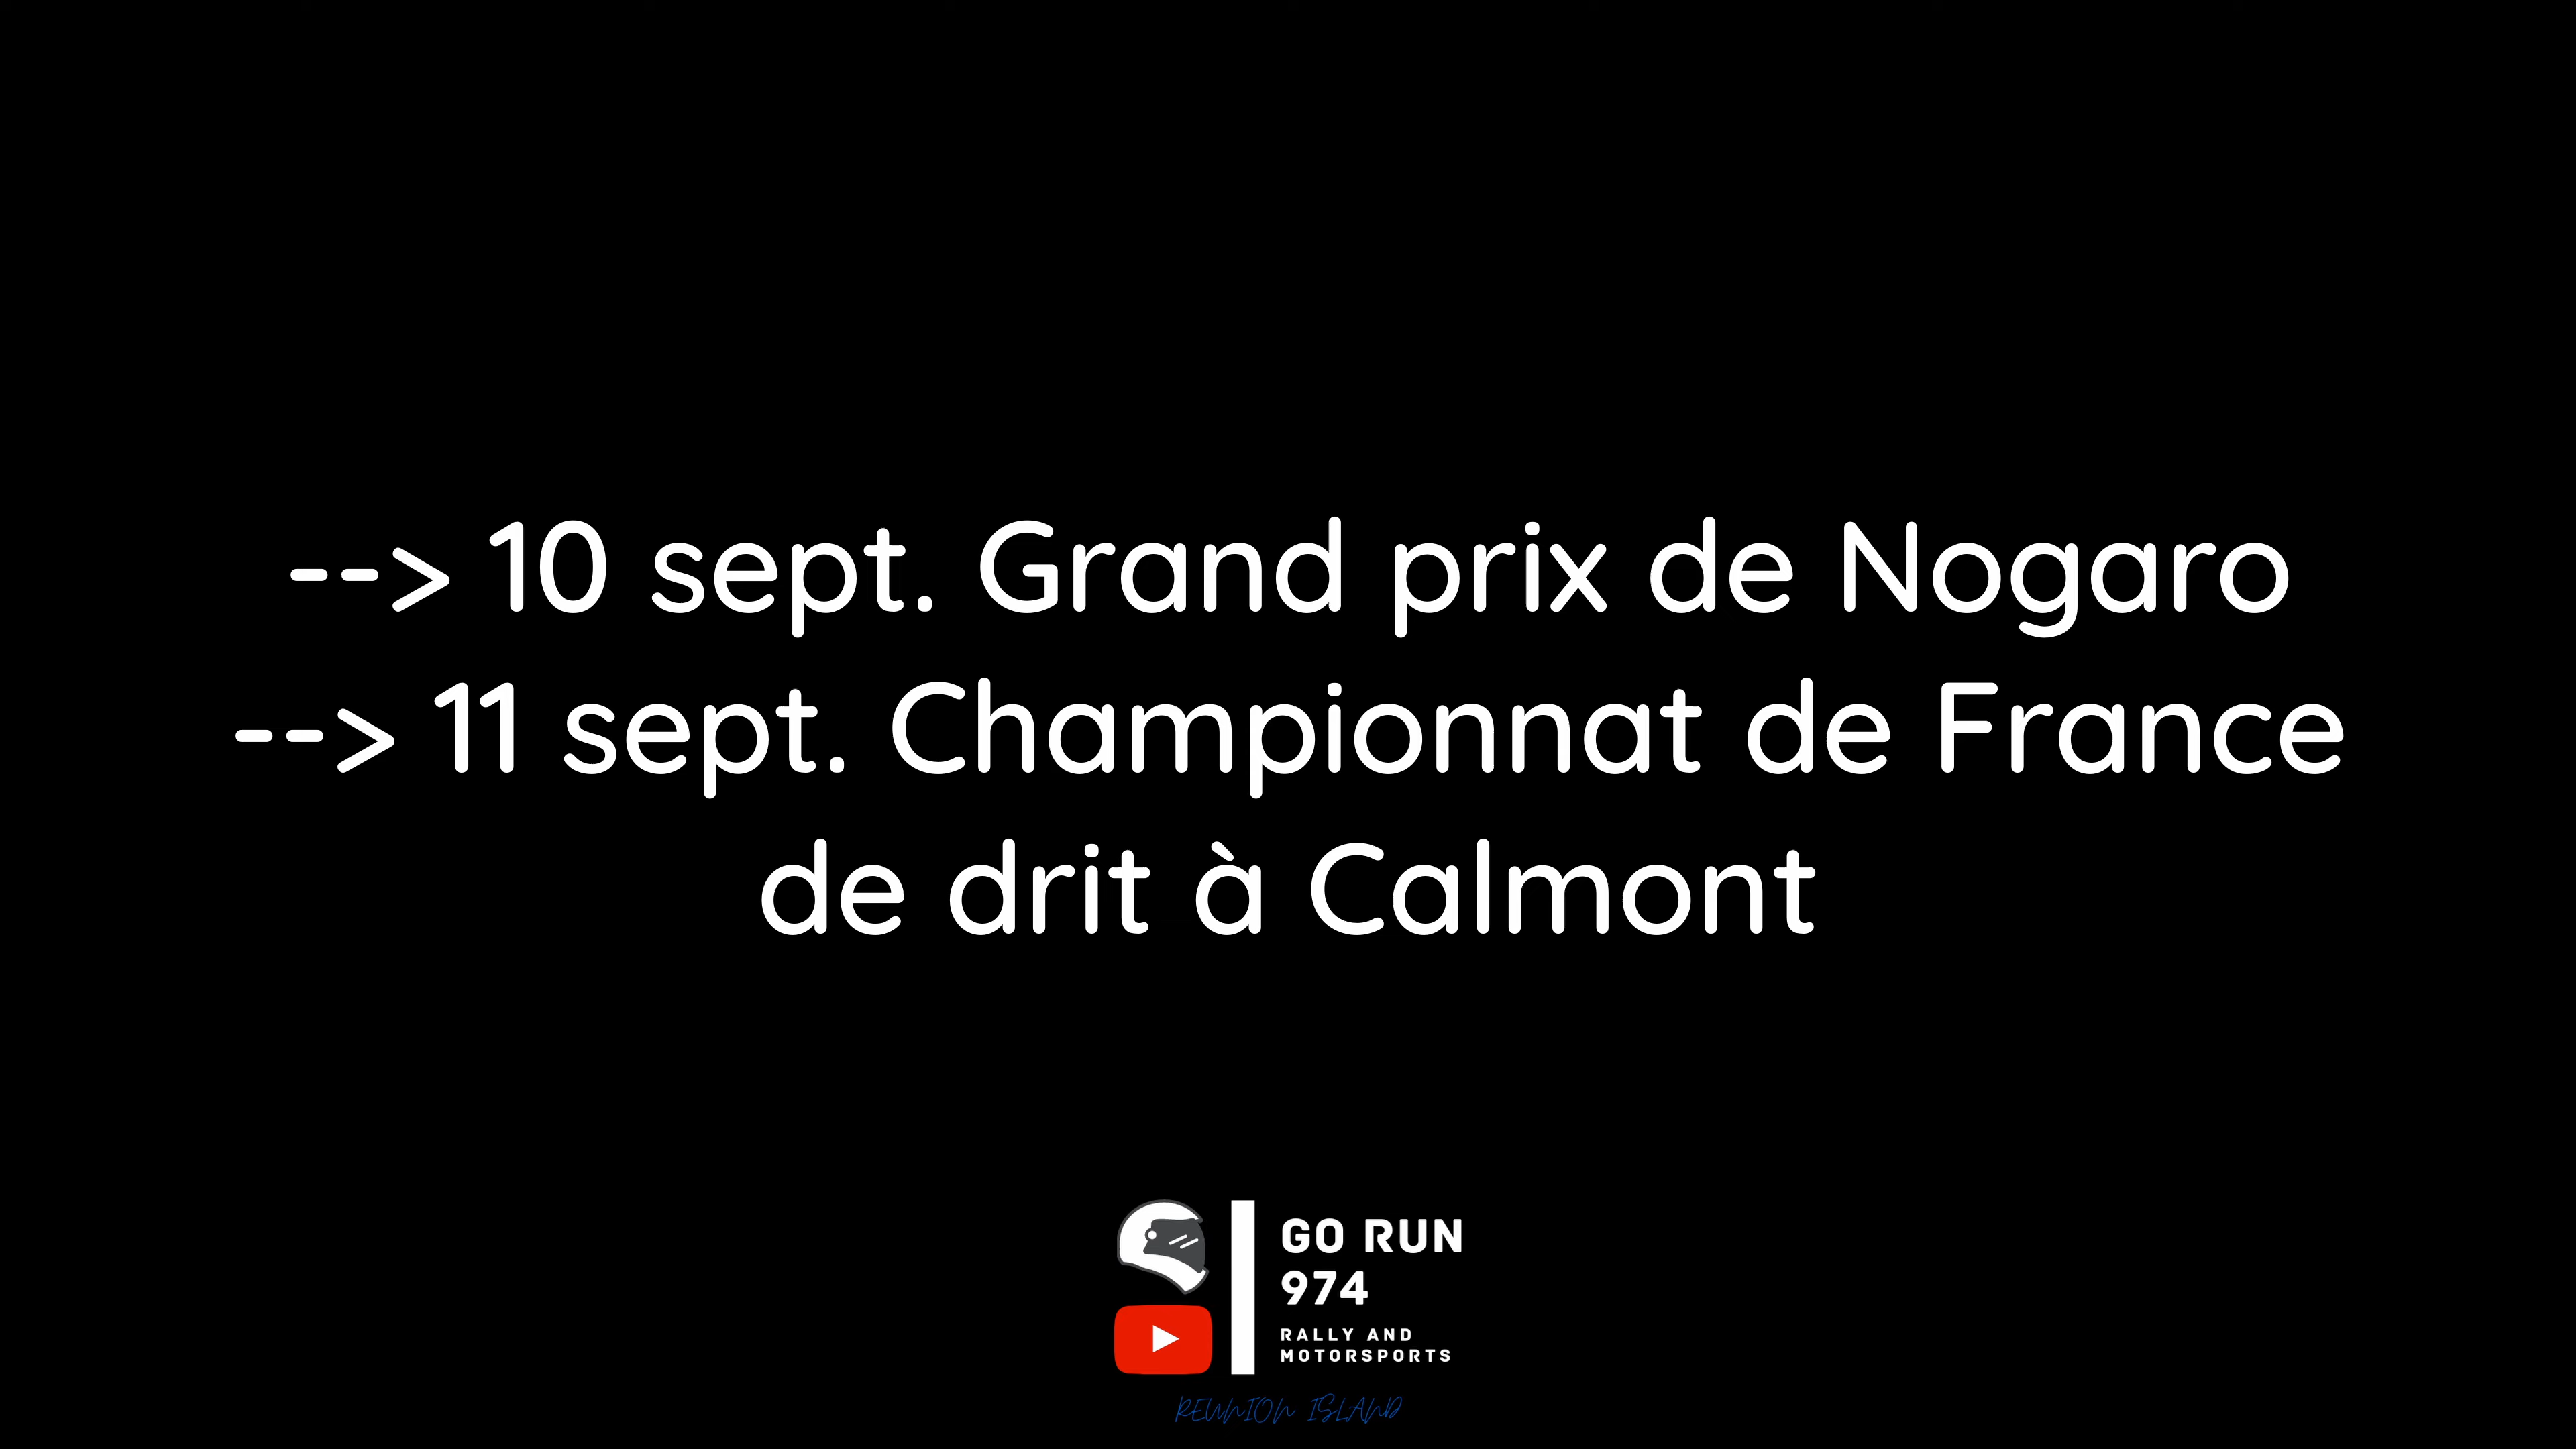 --> 10 sept. Grand prix de Nogaro
--> 11 sept. Championnat de France
de drit à Calmont
GO RUN
974
RALLY AND
MOTORSPORTS
REUNION ISLAND